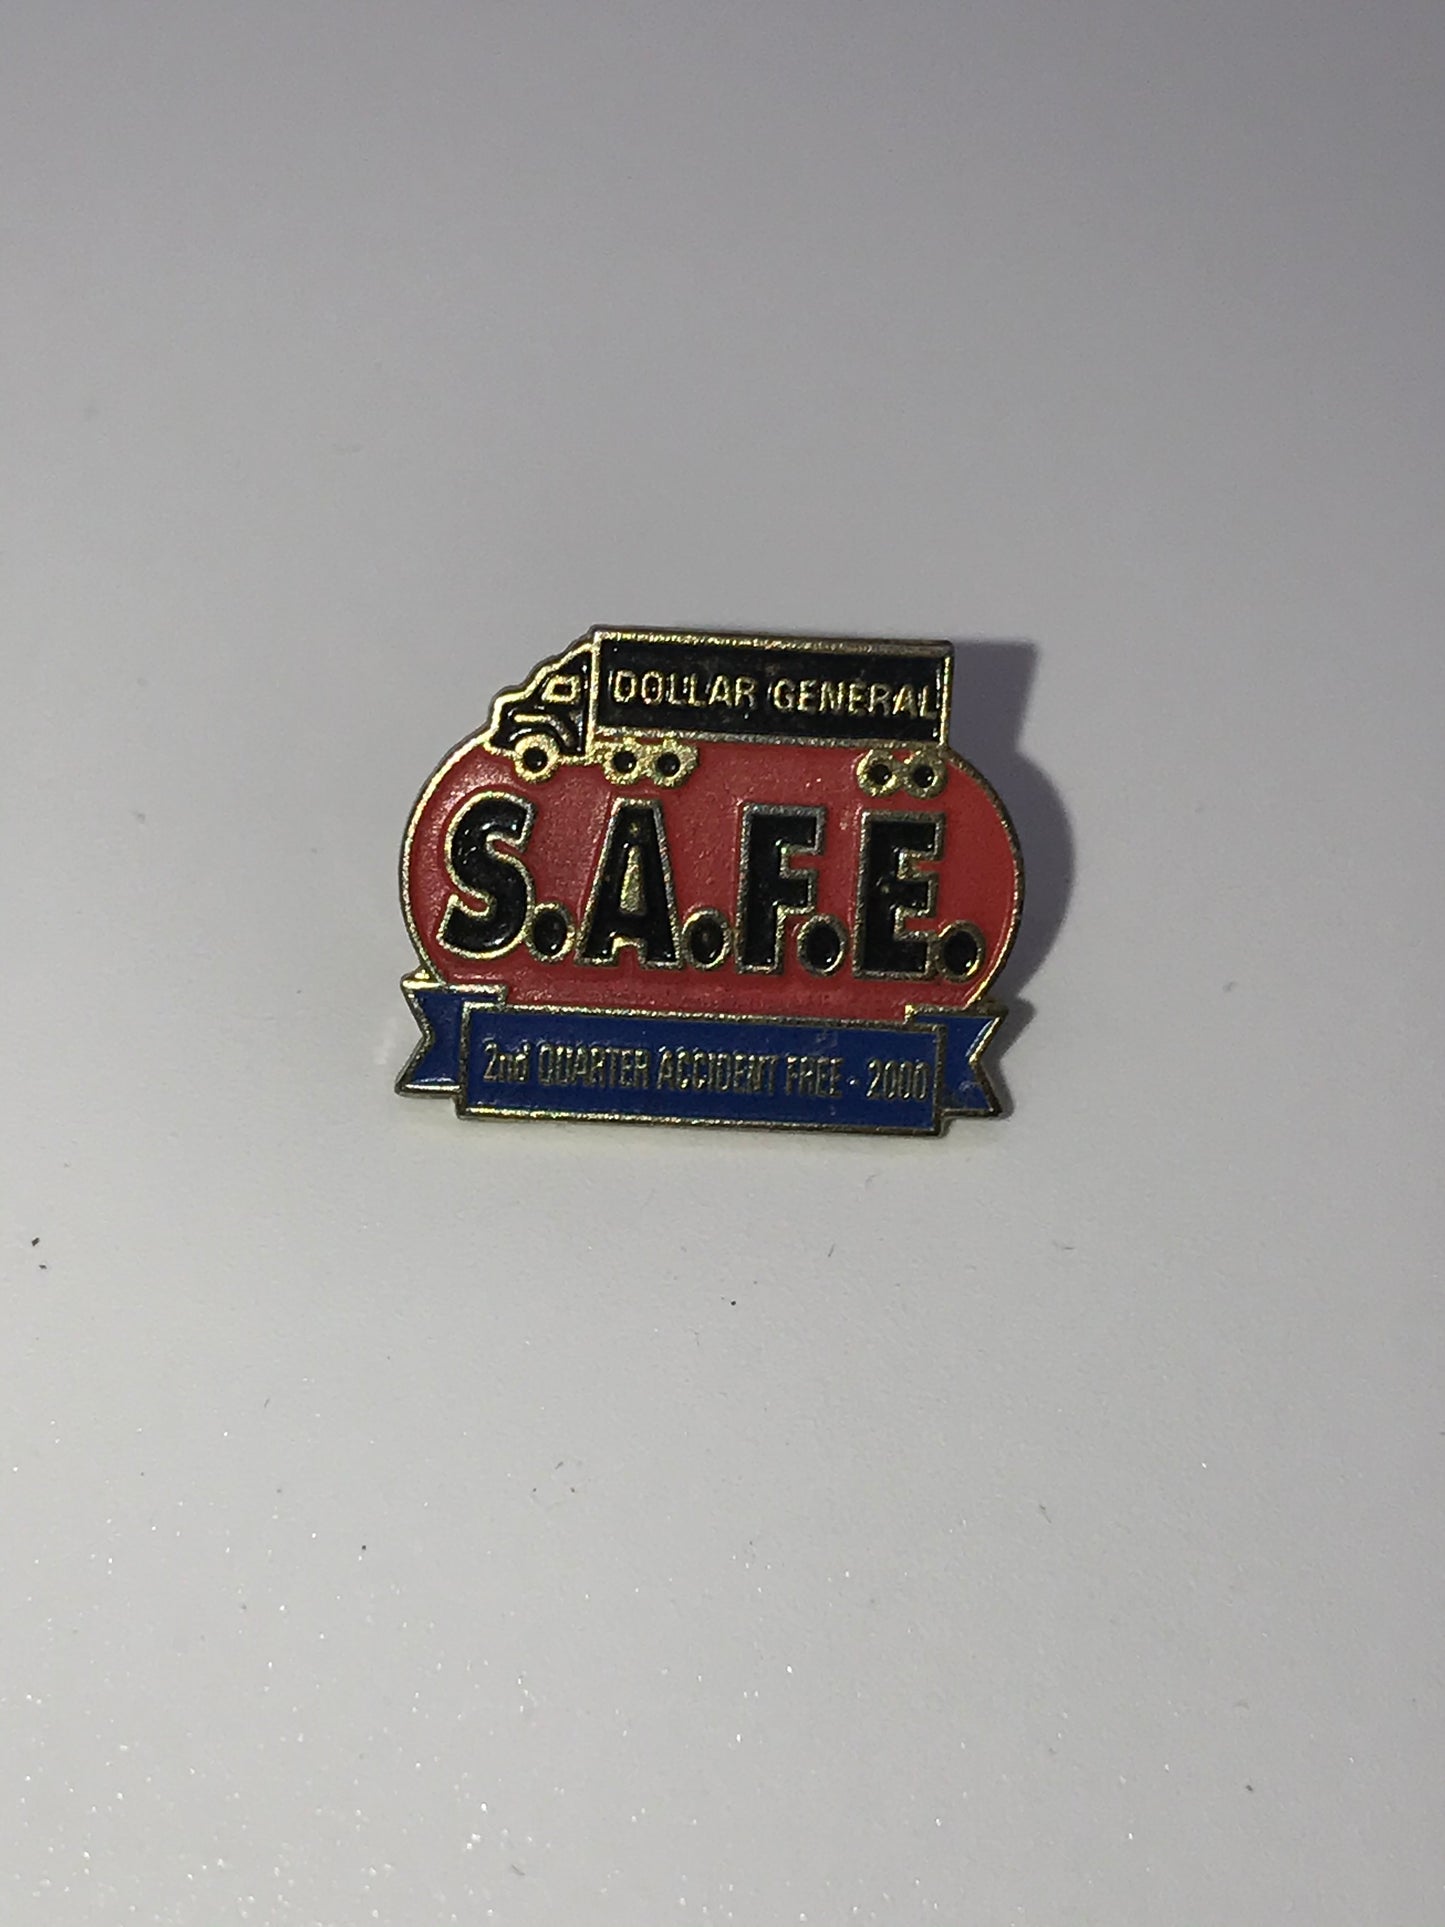 DOLLAR GENERAL
S.A.F.E.
2nd QUARTER ACCIDENT FREE - 2000